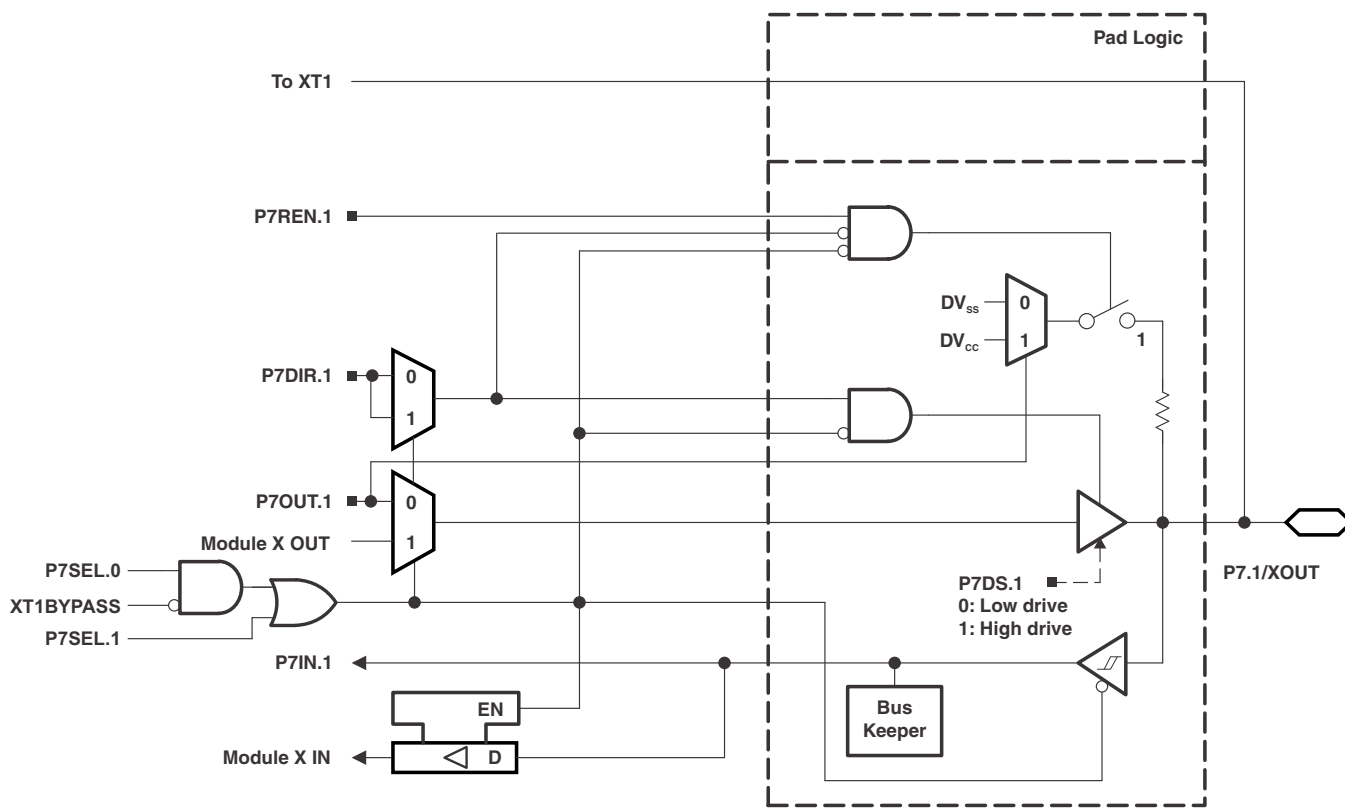 Pad Logic
To XT1
P7REN.1
DVSS
0
DVCC
1
1
P7DIR.1
0
1
P7OUT.1
0
Module X OUT
1
P7SEL.0
XT1BYPASS
P7SEL.1
P7DS.1
0: Low drive
1: High drive
P7.1/XOUT
P7IN.1
EN
Bus
Keeper
Module X IN
D